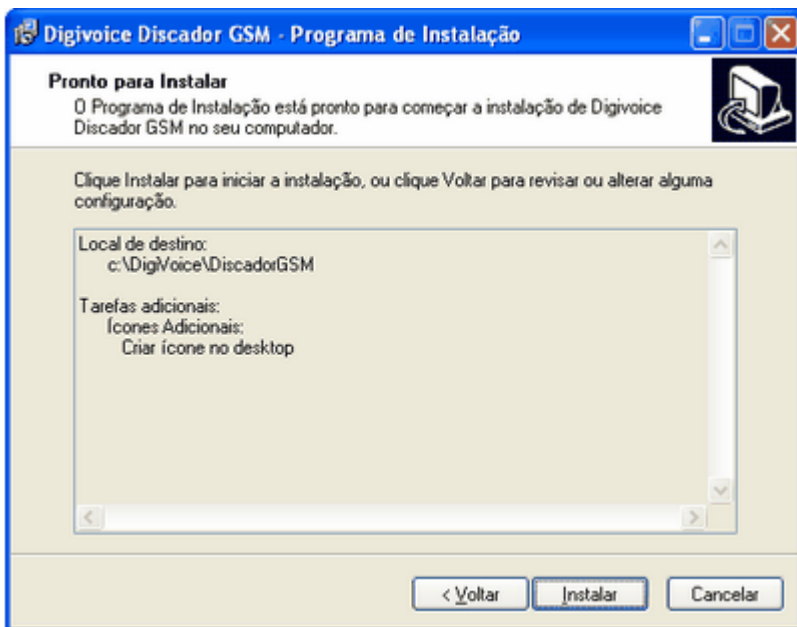 Digivoice Discador GSM - Programa de Instalação
Pronto para Instalar
O Programa de Instalação está pronto para começar a instalação de Digivoice
Discador GSM no seu computador.
Clique Instalar para iniciar a instalação, ou clique Voltar para revisar ou alterar alguma
configuração.
Local de destino:
c:\DigiVoice\DiscadorGSM
Tarefas adicionais:
Ícones Adicionais:
Criar ícone no desktop
< Voltar
Instalar
Cancelar